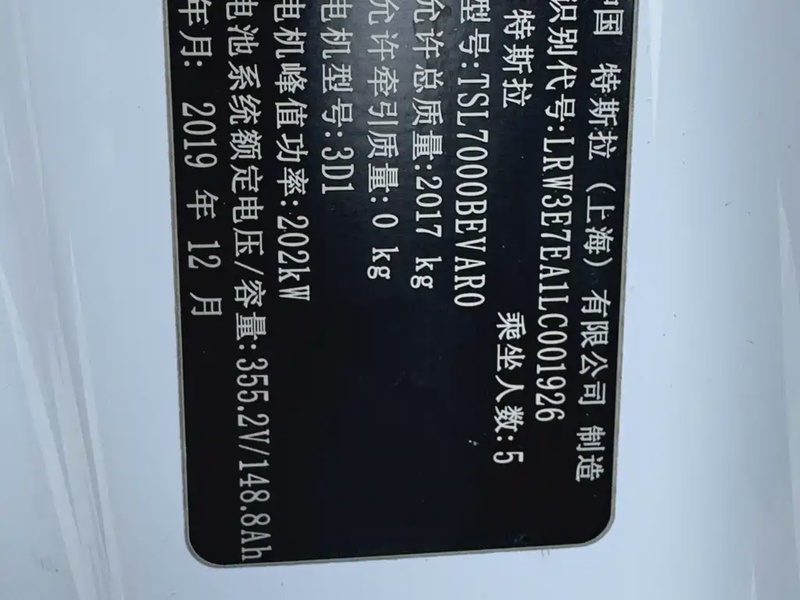 中国 特斯拉（上海）有限公司 制造
识别代号:LRW3E7EA1LC001926
特斯拉 乘坐人数:5
型号:TSL7000BEVAR0
允许总质量:2017 kg
允许牵引质量:0 kg
电机型号:3D1
电机峰值功率:202kW
电池系统额定电压/容量:355.2V/148.8Ah
年月: 2019 年 12 月